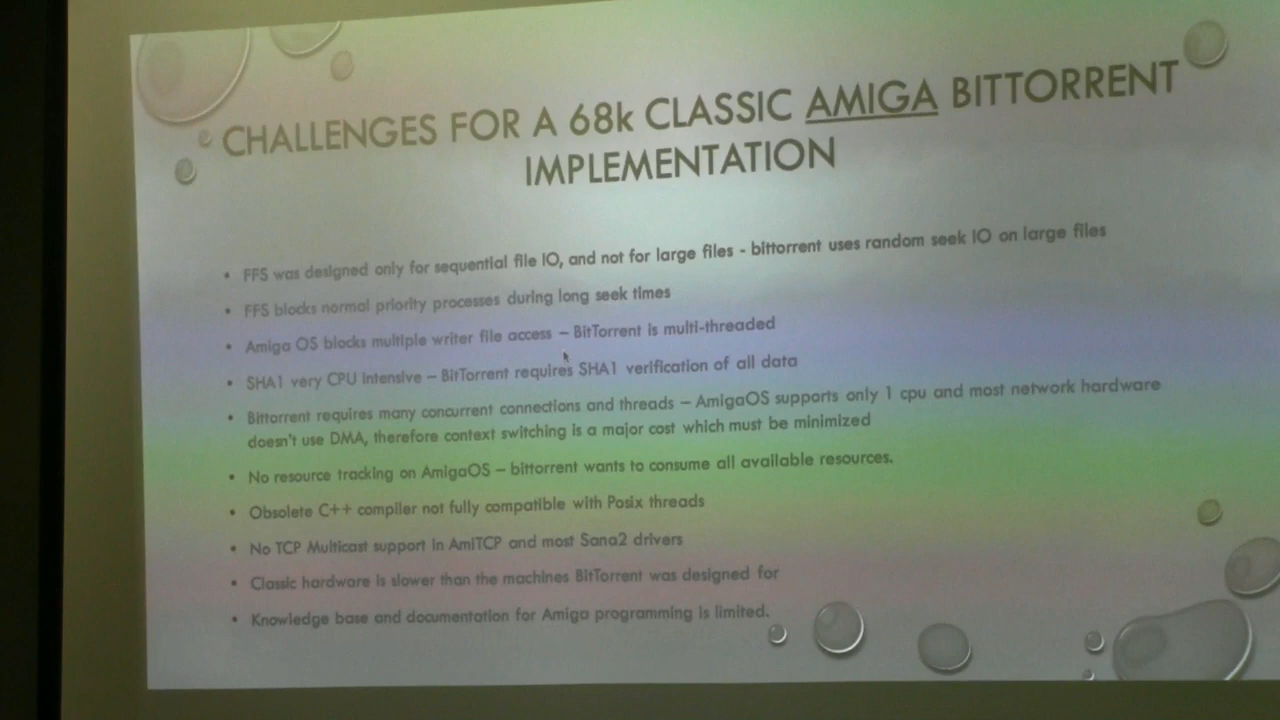 CHALLENGES FOR A 68k CLASSIC AMIGA BITTORRENT
IMPLEMENTATION
• FFS was designed only for sequential file IO, and not for large files - bittorrent uses random seek IO on large files
• FFS blocks normal priority processes during long seek times
• Amiga OS blocks multiple writer file access – BitTorrent is multi-threaded
• SHA1 very CPU intensive – BitTorrent requires SHA1 verification of all data
• Bittorrent requires many concurrent connections and threads – AmigaOS supports only 1 cpu and most network hardware
doesn't use DMA, therefore context switching is a major cost which must be minimized
• No resource tracking on AmigaOS – bittorrent wants to consume all available resources.
• Obsolete C++ compiler not fully compatible with Posix threads
• No TCP Multicast support in AmiTCP and most Sana2 drivers
• Classic hardware is slower than the machines BitTorrent was designed for
• Knowledge base and documentation for Amiga programming is limited.